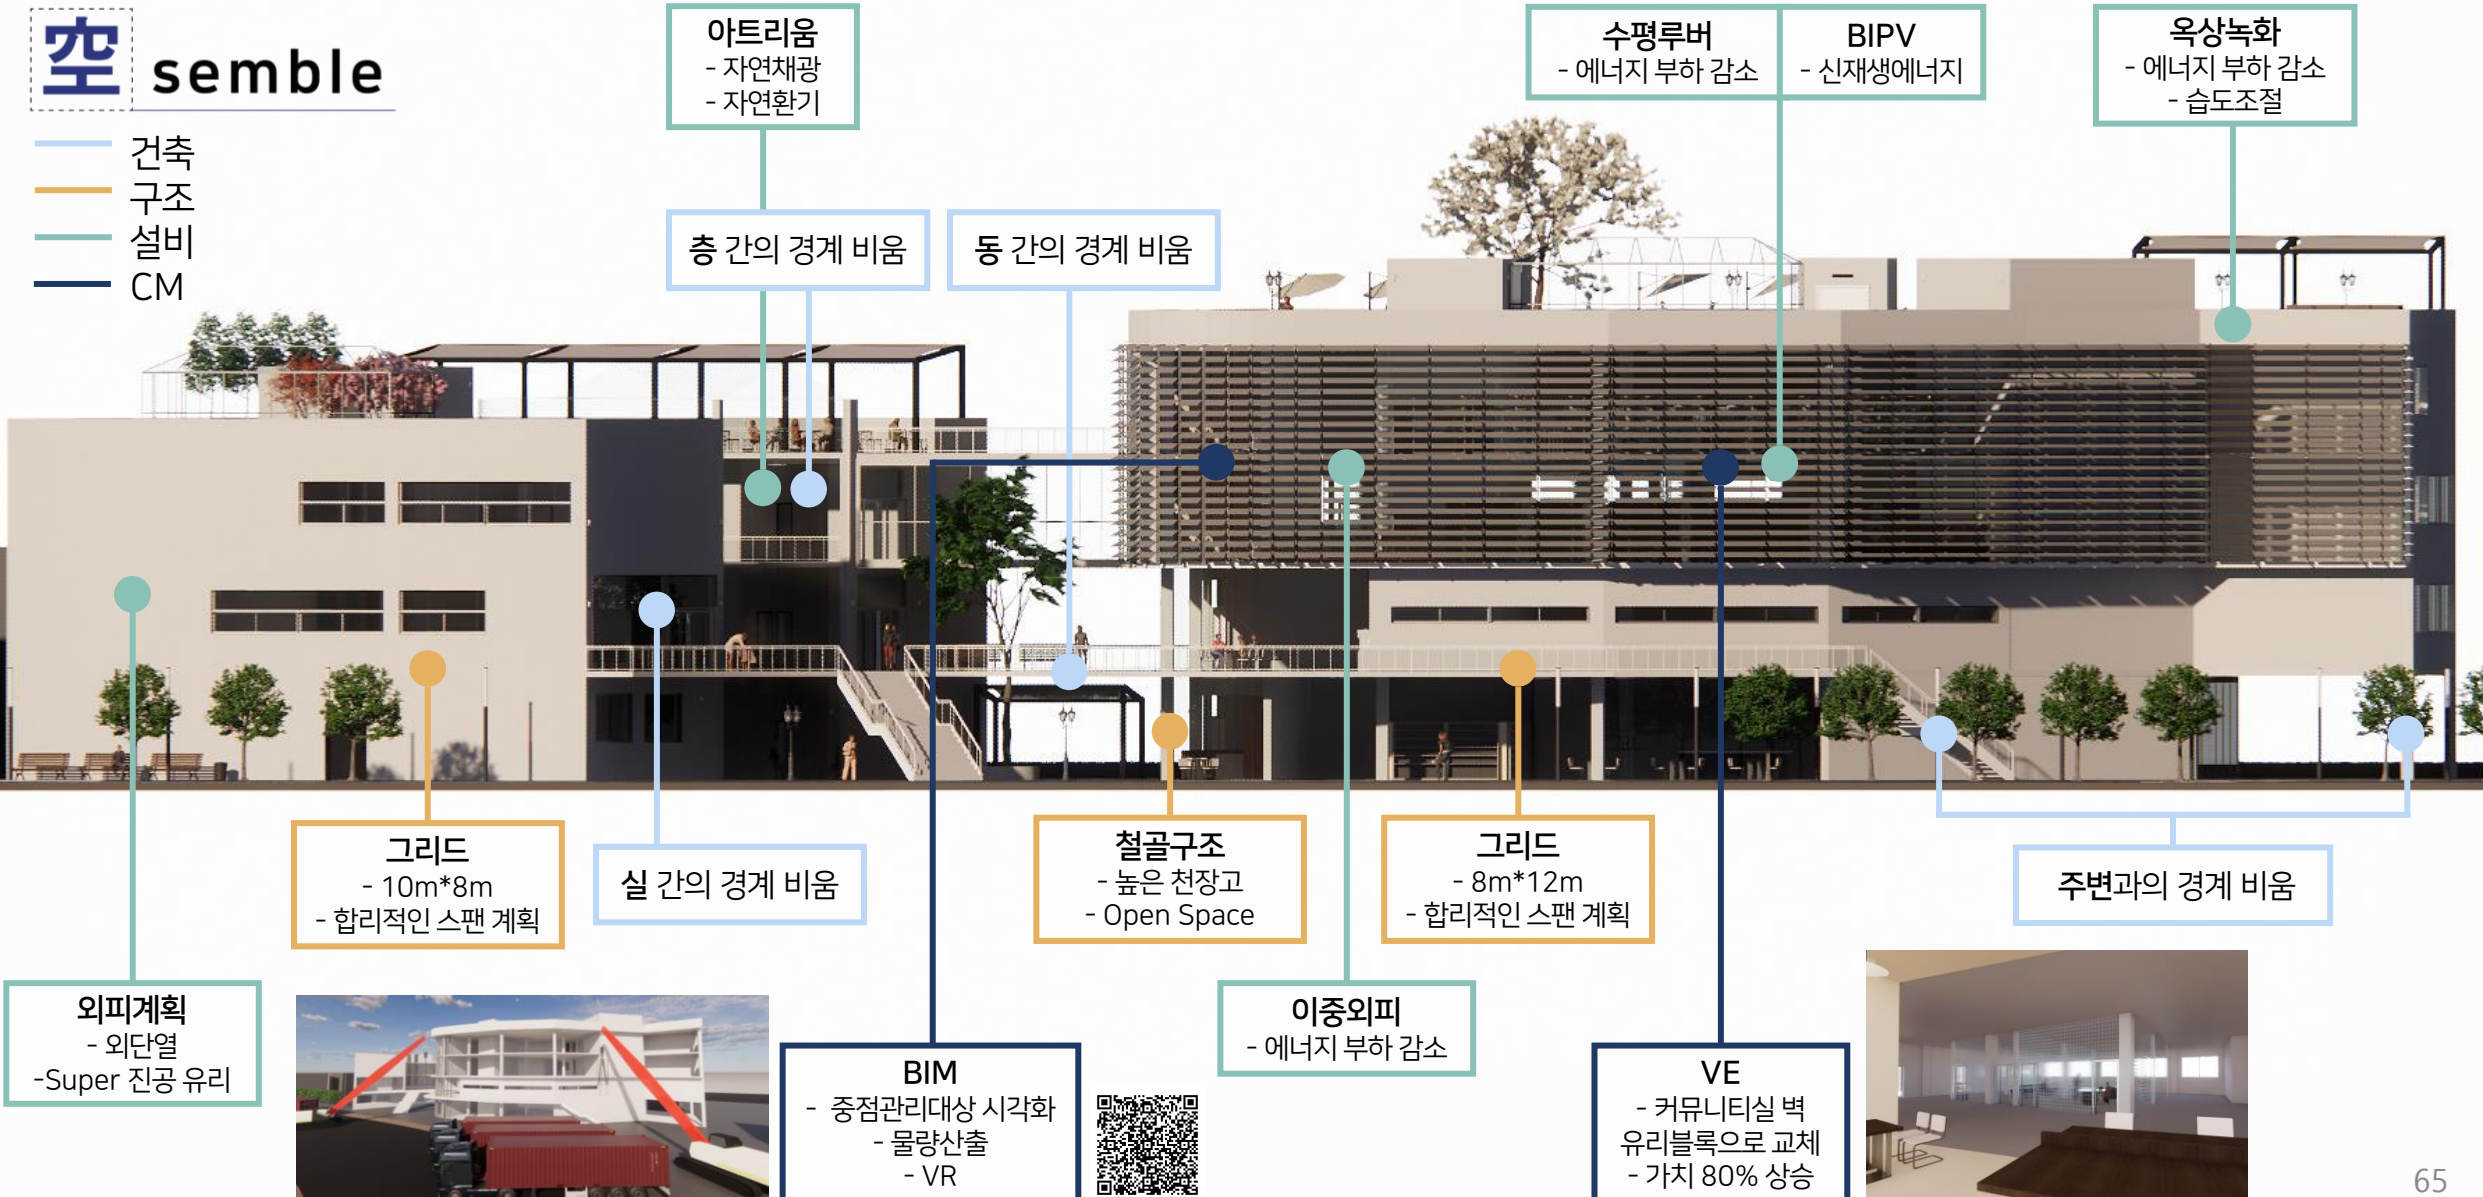 空 semble
건축
구조
설비
CM
아트리움
- 자연채광
- 자연환기
수평루버
- 에너지 부하 감소
BIPV
- 신재생에너지
옥상녹화
- 에너지 부하 감소
- 습도조절
층 간의 경계 비움
동 간의 경계 비움
그리드
- 10m*8m
- 합리적인 스팬 계획
실 간의 경계 비움
철골구조
- 높은 천장고
- Open Space
그리드
- 8m*12m
- 합리적인 스팬 계획
주변과의 경계 비움
외피계획
- 외단열
-Super 진공 유리
BIM
- 중점관리대상 시각화
- 물량산출
- VR
이중외피
- 에너지 부하 감소
VE
- 커뮤니티실 벽
유리블록으로 교체
- 가치 80% 상승
65